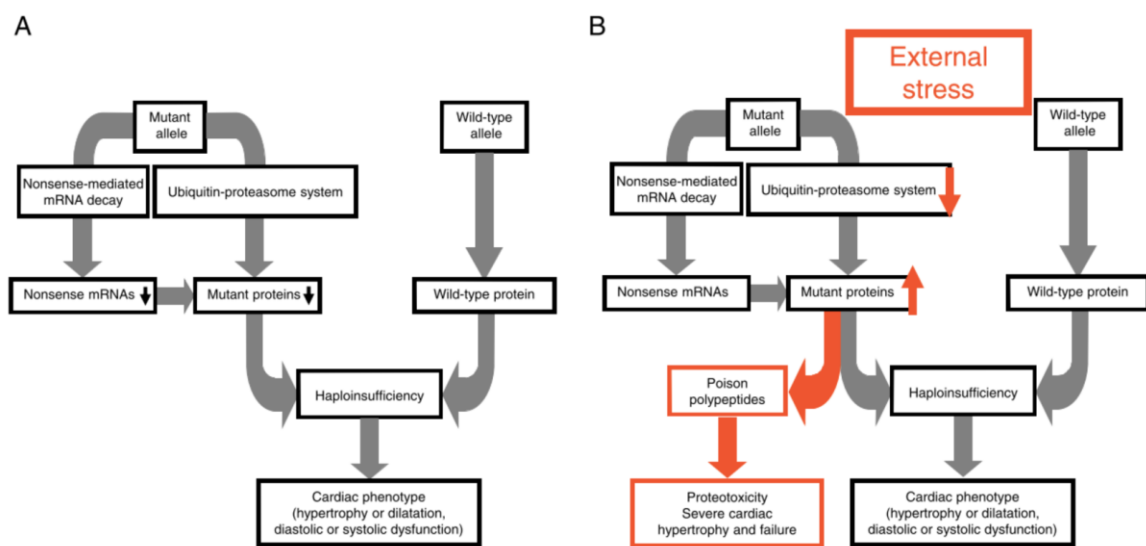 A
Mutant
allele
Wild-type
allele
Nonsense-mediated
mRNA decay
Ubiquitin-proteasome system
Nonsense mRNAs
Mutant proteins
Wild-type protein
Haploinsufficiency
Cardiac phenotype
(hypertrophy or dilatation,
diastolic or systolic dysfunction)
B
External
stress
Mutant
allele
Wild-type
allele
Nonsense-mediated
mRNA decay
Ubiquitin-proteasome system
Nonsense mRNAs
Mutant proteins
Wild-type protein
Poison
polypeptides
Haploinsufficiency
Proteotoxicity
Severe cardiac
hypertrophy and failure
Cardiac phenotype
(hypertrophy or dilatation,
diastolic or systolic dysfunction)